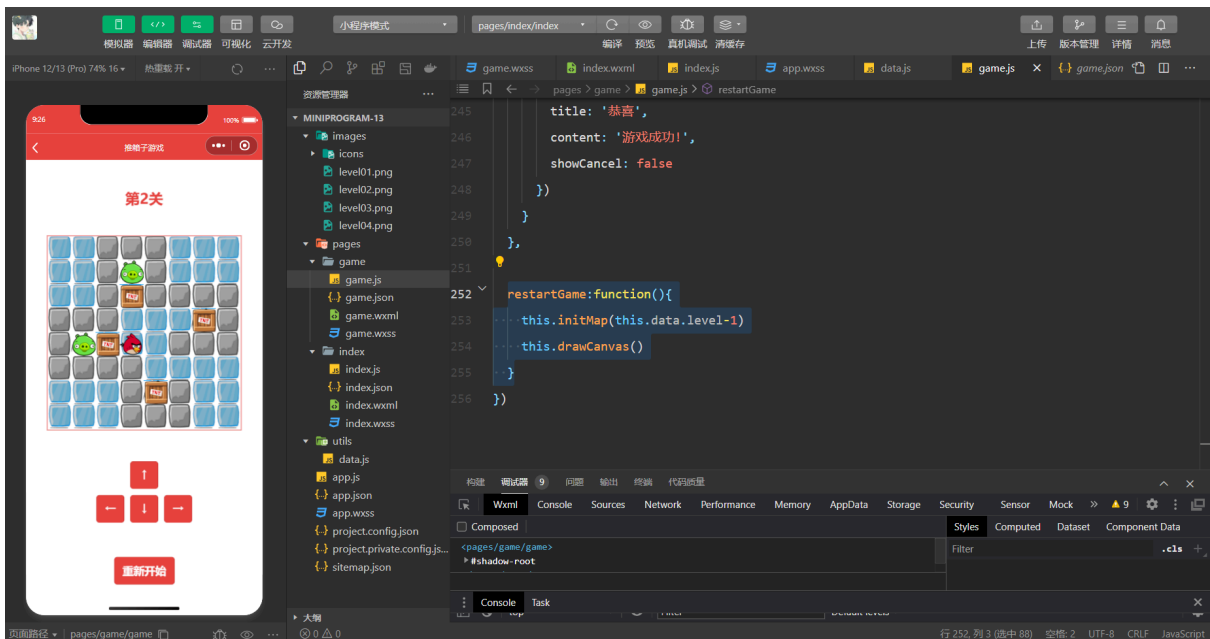 小程序模式
pages/index/index
模拟器 编辑器 调试器 可视化 云开发
编译 预览 真机调试 清缓存
上传 版本管理 详情 消息
iPhone 12/13 (Pro) 74% 16 热重载 开
game.wxss index.wxml index.js app.wxss data.js game.js game.json
资源管理器
pages > game > game.js > restartGame
MINIPROGRAM-13
images
icons
level01.png
level02.png
level03.png
level04.png
pages
game
game.js
game.json
game.wxml
game.wxss
index
index.js
index.json
index.wxml
index.wxss
utils
data.js
app.js
app.json
app.wxss
project.config.json
project.private.config.js...
sitemap.json
大纲
9:26
100%
推箱子游戏
第2关
↑
← ↓ →
重新开始
245 title: '恭喜',
246 content: '游戏成功!',
247 showCancel: false
248 })
249 }
250 },
251
252 restartGame:function(){
253 this.initMap(this.data.level-1)
254 this.drawCanvas()
255 }
256 })
构建 调试器 9 问题 输出 终端 代码质量
Wxml Console Sources Network Performance Memory AppData Storage Security Sensor Mock 9
Composed
Styles Computed Dataset Component Data
<pages/game/game>
#shadow-root
Filter .cls
Console Task
top Filter Default levels
页面路径 pages/game/game
0 0
行 252, 列 3 (选中 88) 空格: 2 UTF-8 CRLF JavaScript